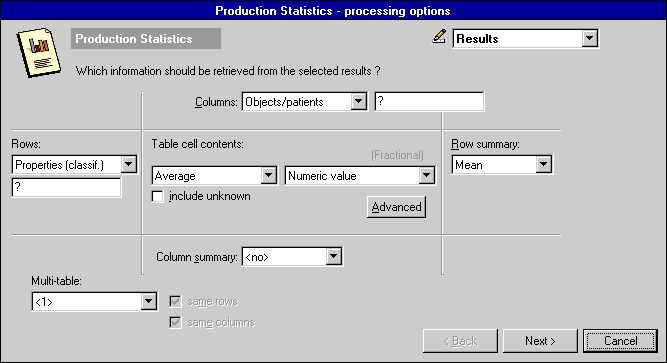 Production Statistics - processing options
Production Statistics
Results
Which information should be retrieved from the selected results ?
Columns: Objects/patients ?
Rows:
Properties (classif.)
?
Table cell contents:
(Fractional)
Average Numeric value
include unknown
Advanced
Row summary:
Mean
Column summary: <no>
Multi-table:
<1>
same rows
same columns
< Back Next > Cancel